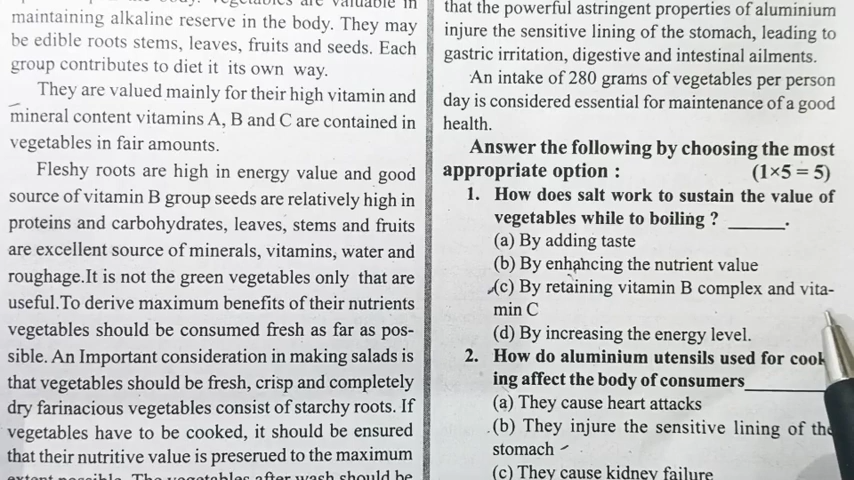 maintaining alkaline reserve in the body. They may
be edible roots stems, leaves, fruits and seeds. Each
group contributes to diet it its own way.
They are valued mainly for their high vitamin and
mineral content vitamins A, B and C are contained in
vegetables in fair amounts.
Fleshy roots are high in energy value and good
source of vitamin B group seeds are relatively high in
proteins and carbohydrates, leaves, stems and fruits
are excellent source of minerals, vitamins, water and
roughage.It is not the green vegetables only that are
useful.To derive maximum benefits of their nutrients
vegetables should be consumed fresh as far as pos-
sible. An Important consideration in making salads is
that vegetables should be fresh, crisp and completely
dry farinacious vegetables consist of starchy roots. If
vegetables have to be cooked, it should be ensured
that their nutritive value is preserued to the maximum
extent possible. The vegetables after wash should be
that the powerful astringent properties of aluminium
injure the sensitive lining of the stomach, leading to
gastric irritation, digestive and intestinal ailments.
An intake of 280 grams of vegetables per person
day is considered essential for maintenance of a good
health.
Answer the following by choosing the most
appropriate option : (1×5 = 5)
1. How does salt work to sustain the value of
vegetables while to boiling ? ______.
(a) By adding taste
(b) By enhancing the nutrient value
(c) By retaining vitamin B complex and vita-
min C
(d) By increasing the energy level.
2. How do aluminium utensils used for cook
ing affect the body of consumers______
(a) They cause heart attacks
(b) They injure the sensitive lining of the
stomach
(c) They cause kidney failure